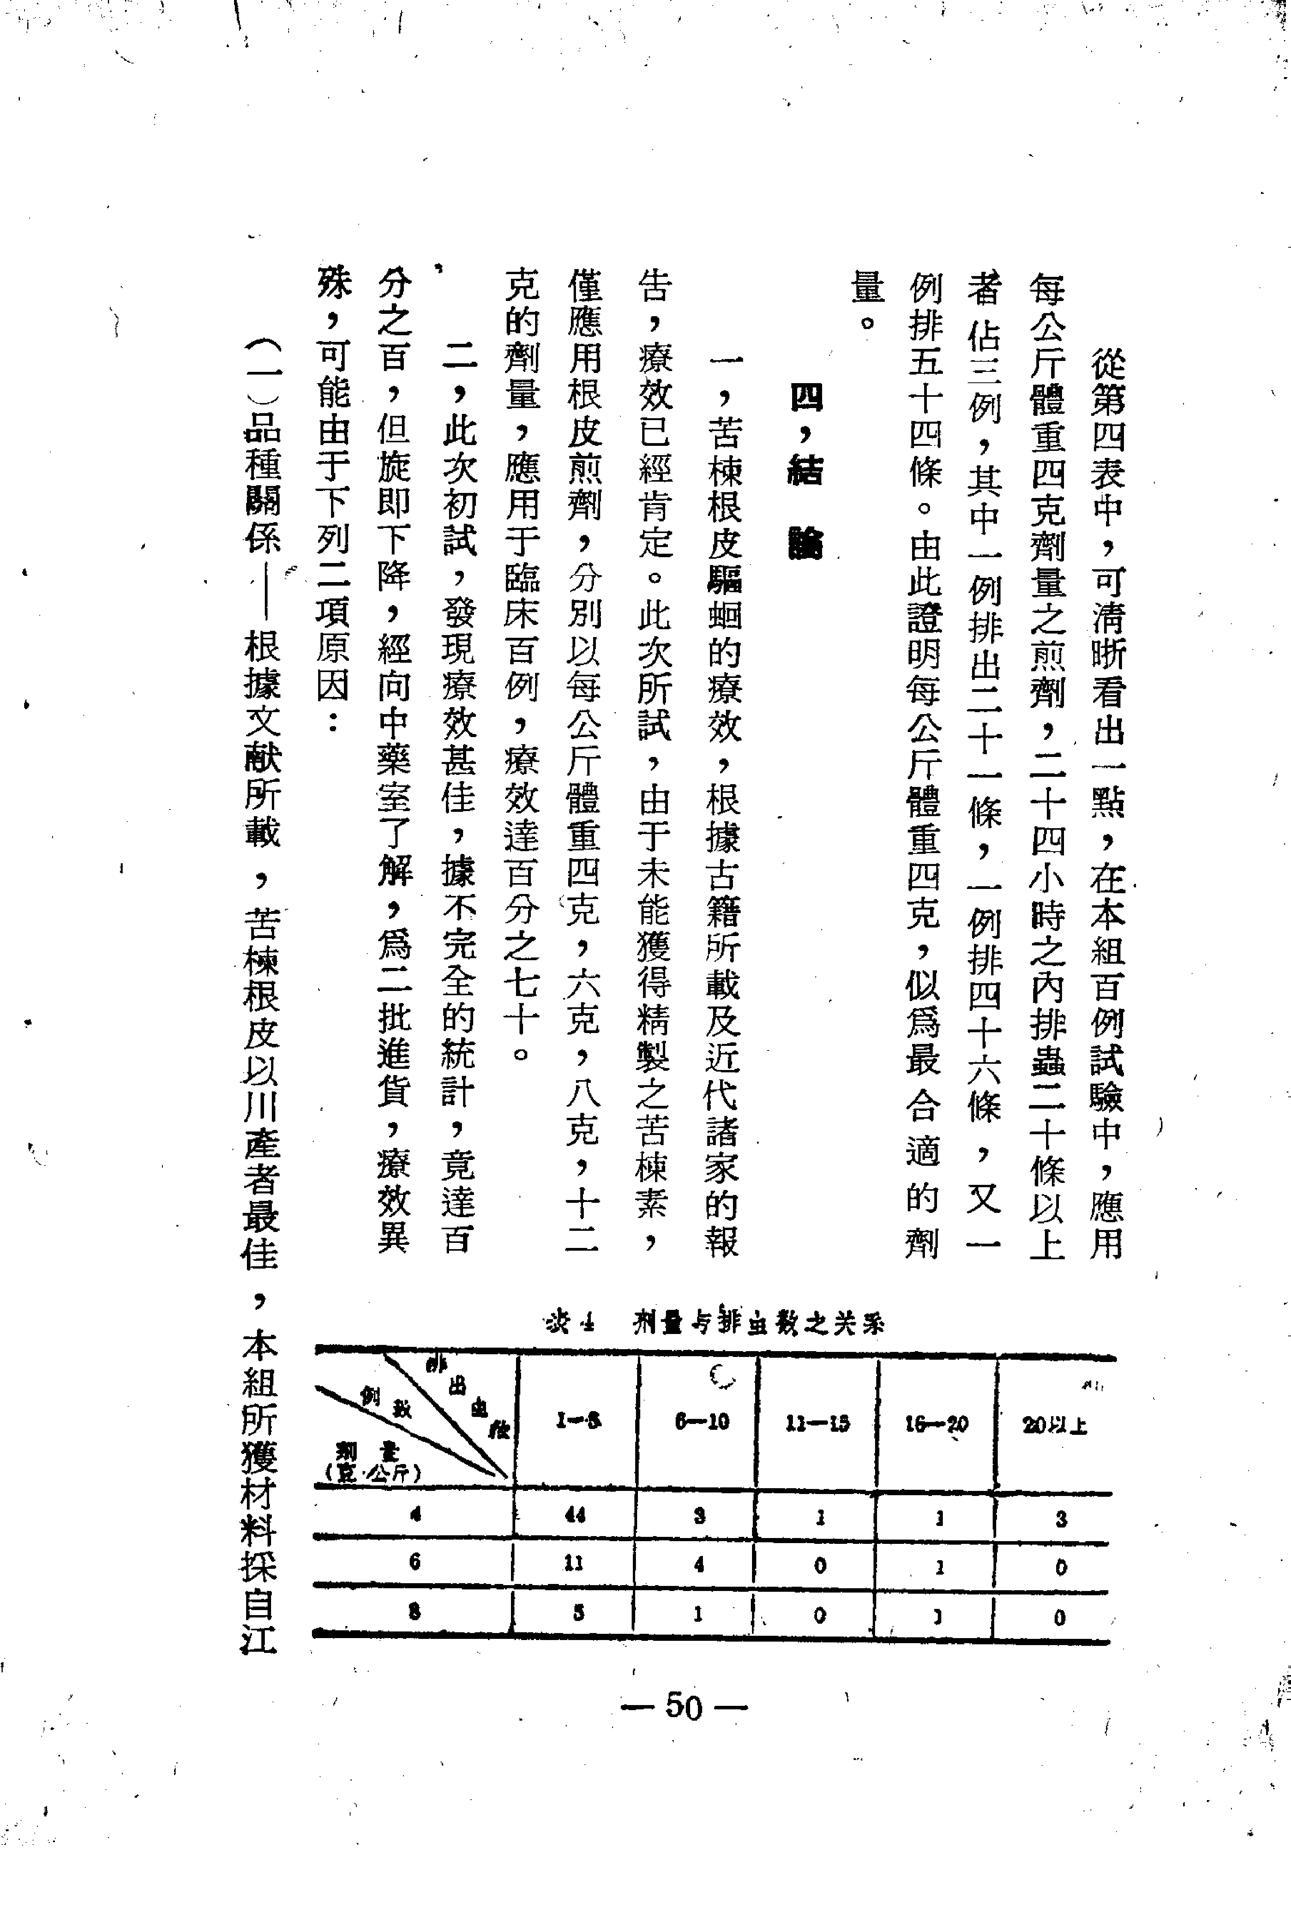 從第四表中，可清晰看出一點，在本組百例試驗中，應用
每公斤體重四克劑量之煎劑，二十四小時之內排蟲二十條以上
者佔三例，其中一例排出二十一條，一例排四十六條，又一
例排五十四條。由此證明每公斤體重四克，似爲最合適的劑
量。
四，結論
一，苦楝根皮驅蛔的療效，根據古籍所載及近代諸家的報
告，療效已經肯定。此次所試，由于未能獲得精製之苦楝素，
僅應用根皮煎劑，分別以每公斤體重四克，六克，八克，十二
克的劑量，應用于臨床百例，療效達百分之七十。
二，此次初試，發現療效甚佳，據不完全的統計，竟達百
分之百，但旋即下降，經向中藥室了解，爲二批進貨，療效異
殊，可能由于下列二項原因：
（一）品種關係——根據文献所載，苦楝根皮以川產者最佳，本組所獲材料採自江
表4 剂量与排虫数之关系
排出虫数
例数
剂量
(克·公斤)
1—5 6—10 11—15 16—20 20以上
4 44 3 1 1 3
6 11 4 0 1 0
8 5 1 0 1 0
— 50 —